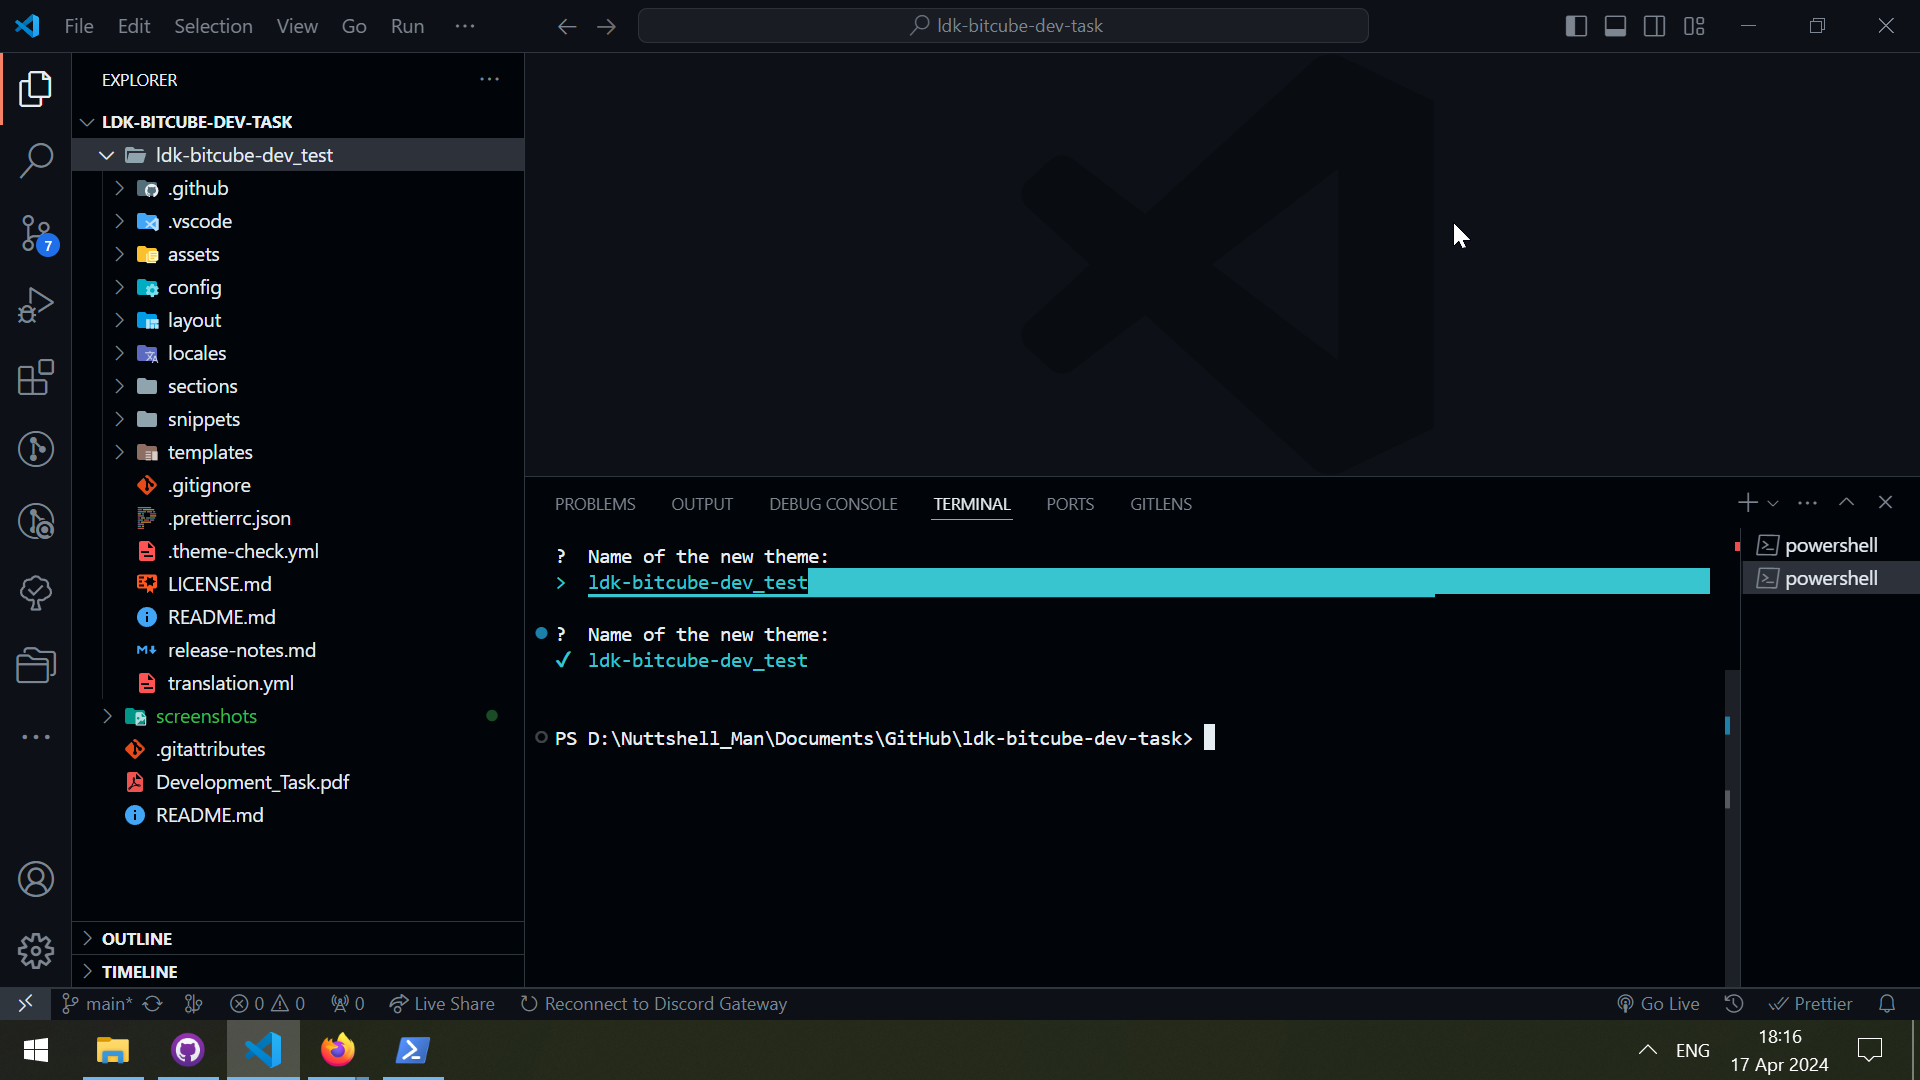 File Edit Selection View Go Run ···
ldk-bitcube-dev-task
EXPLORER
LDK-BITCUBE-DEV-TASK
ldk-bitcube-dev_test
.github
.vscode
7
assets
config
layout
locales
sections
snippets
templates
.gitignore
.prettierrc.json
.theme-check.yml
LICENSE.md
README.md
release-notes.md
translation.yml
screenshots
.gitattributes
Development_Task.pdf
README.md
OUTLINE
TIMELINE
PROBLEMS OUTPUT DEBUG CONSOLE TERMINAL PORTS GITLENS
? Name of the new theme:
> ldk-bitcube-dev_test
? Name of the new theme:
✓ ldk-bitcube-dev_test
PS D:\Nuttshell_Man\Documents\GitHub\ldk-bitcube-dev-task>
powershell
powershell
main* 0 0 0 Live Share Reconnect to Discord Gateway Go Live Prettier
ENG
18:16
17 Apr 2024